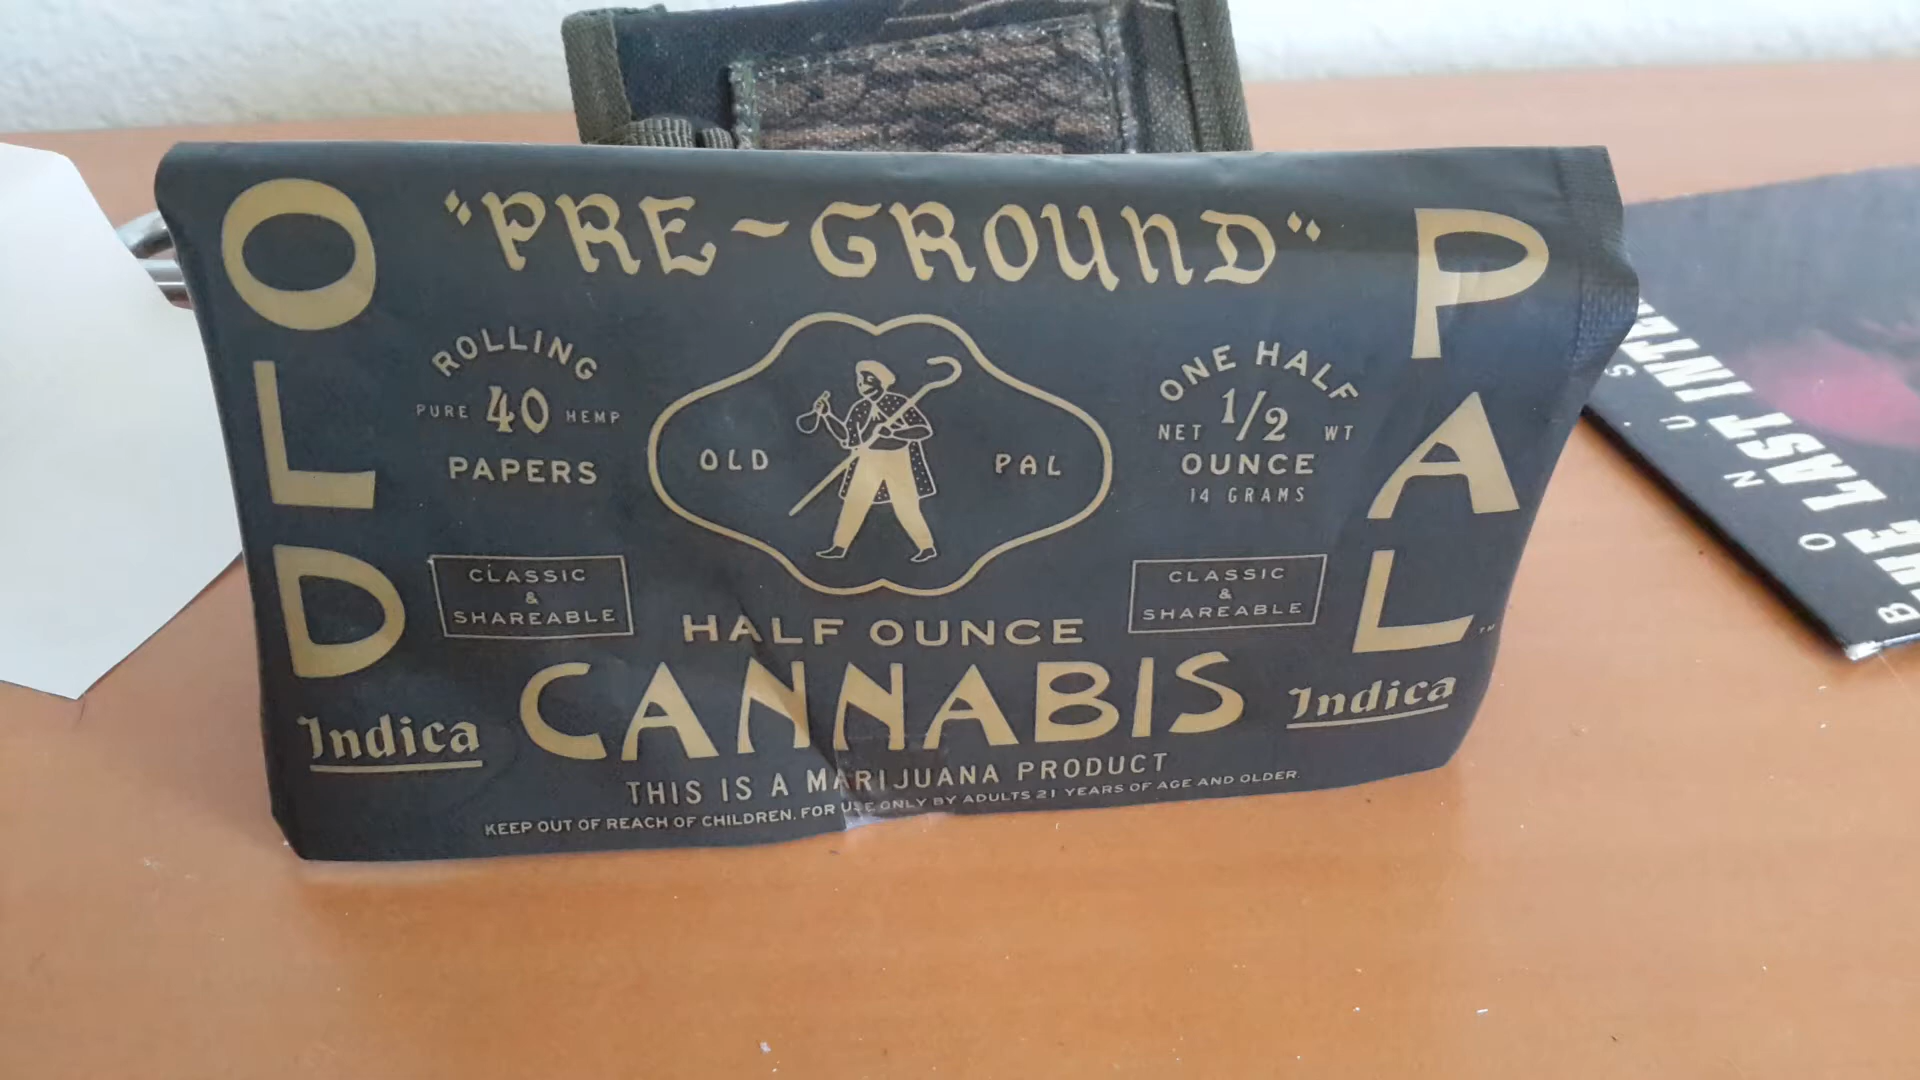 OLD
"PRE-GROUND"
PAL
ROLLING
PURE 40 HEMP
PAPERS
OLD PAL
ONE HALF
NET 1/2 WT
OUNCE
14 GRAMS
CLASSIC
&
SHAREABLE
CLASSIC
&
SHAREABLE
HALF OUNCE
CANNABIS
Indica
Indica
THIS IS A MARIJUANA PRODUCT
KEEP OUT OF REACH OF CHILDREN. FOR USE ONLY BY ADULTS 21 YEARS OF AGE AND OLDER.
TM
LAST